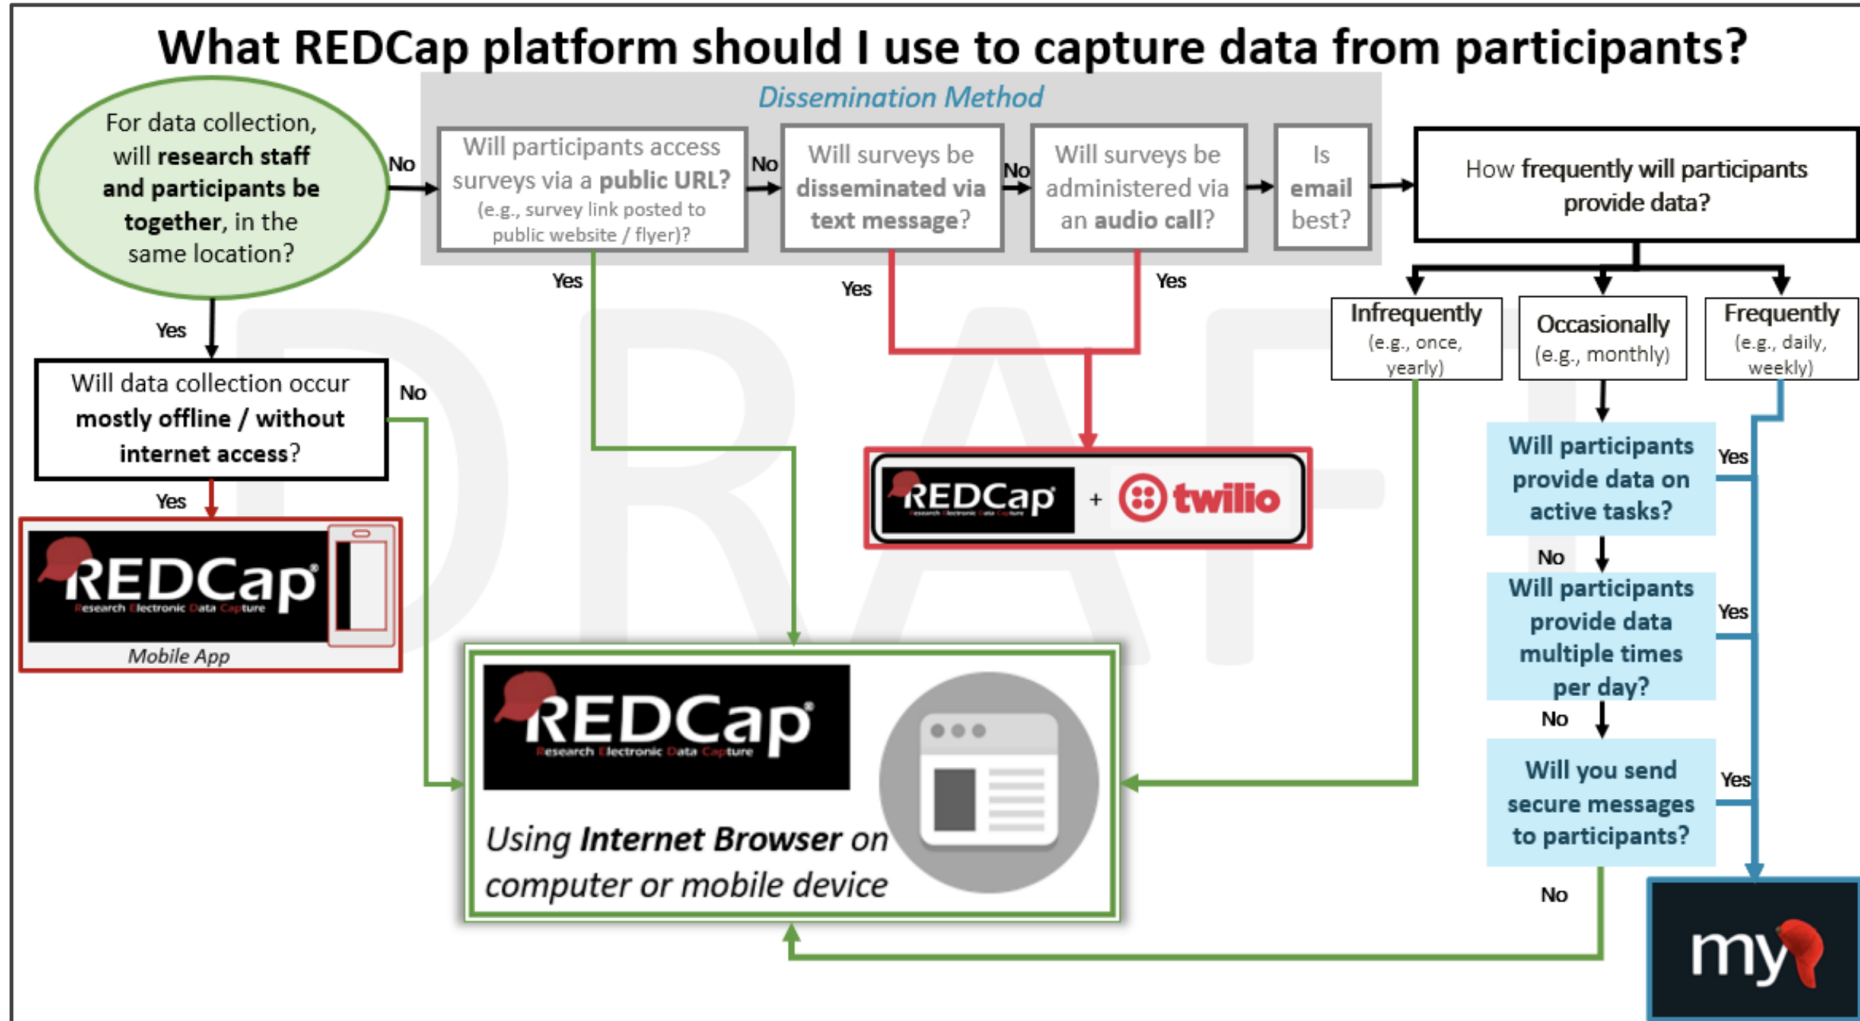 What REDCap platform should I use to capture data from participants?
Dissemination Method
For data collection,
will research staff
and participants be
together, in the
same location?
No
Will participants access
surveys via a public URL?
(e.g., survey link posted to
public website / flyer)?
No
Will surveys be
disseminated via
text message?
No
Will surveys be
administered via
an audio call?
Is
email
best?
How frequently will participants
provide data?
Yes
Yes
Yes
Yes
Infrequently
(e.g., once,
yearly)
Occasionally
(e.g., monthly)
Frequently
(e.g., daily,
weekly)
Will data collection occur
mostly offline / without
internet access?
No
Yes
REDCap®
Research Electronic Data Capture
Mobile App
REDCap®
Research Electronic Data Capture
+
twilio
Will participants
provide data on
active tasks?
Yes
No
Will participants
provide data
multiple times
per day?
Yes
No
Will you send
secure messages
to participants?
Yes
No
REDCap®
Research Electronic Data Capture
Using Internet Browser on
computer or mobile device
my
DRAFT